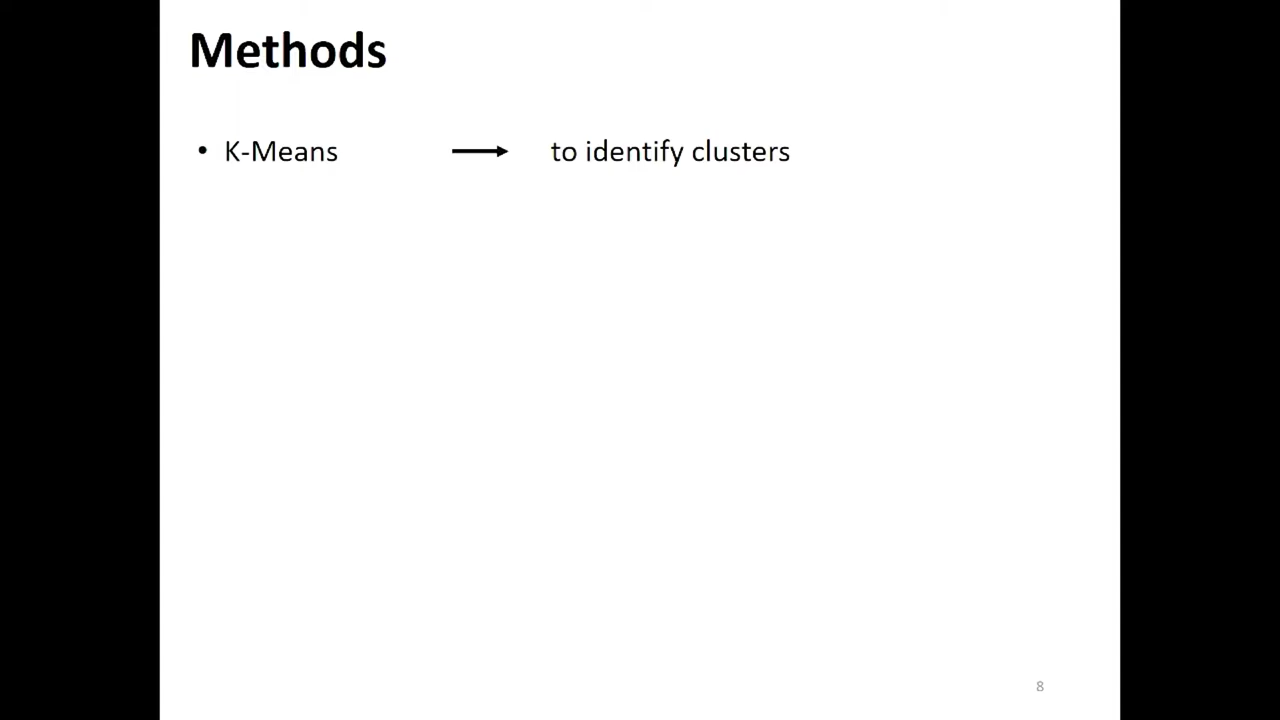 Methods
• K-Means → to identify clusters
8